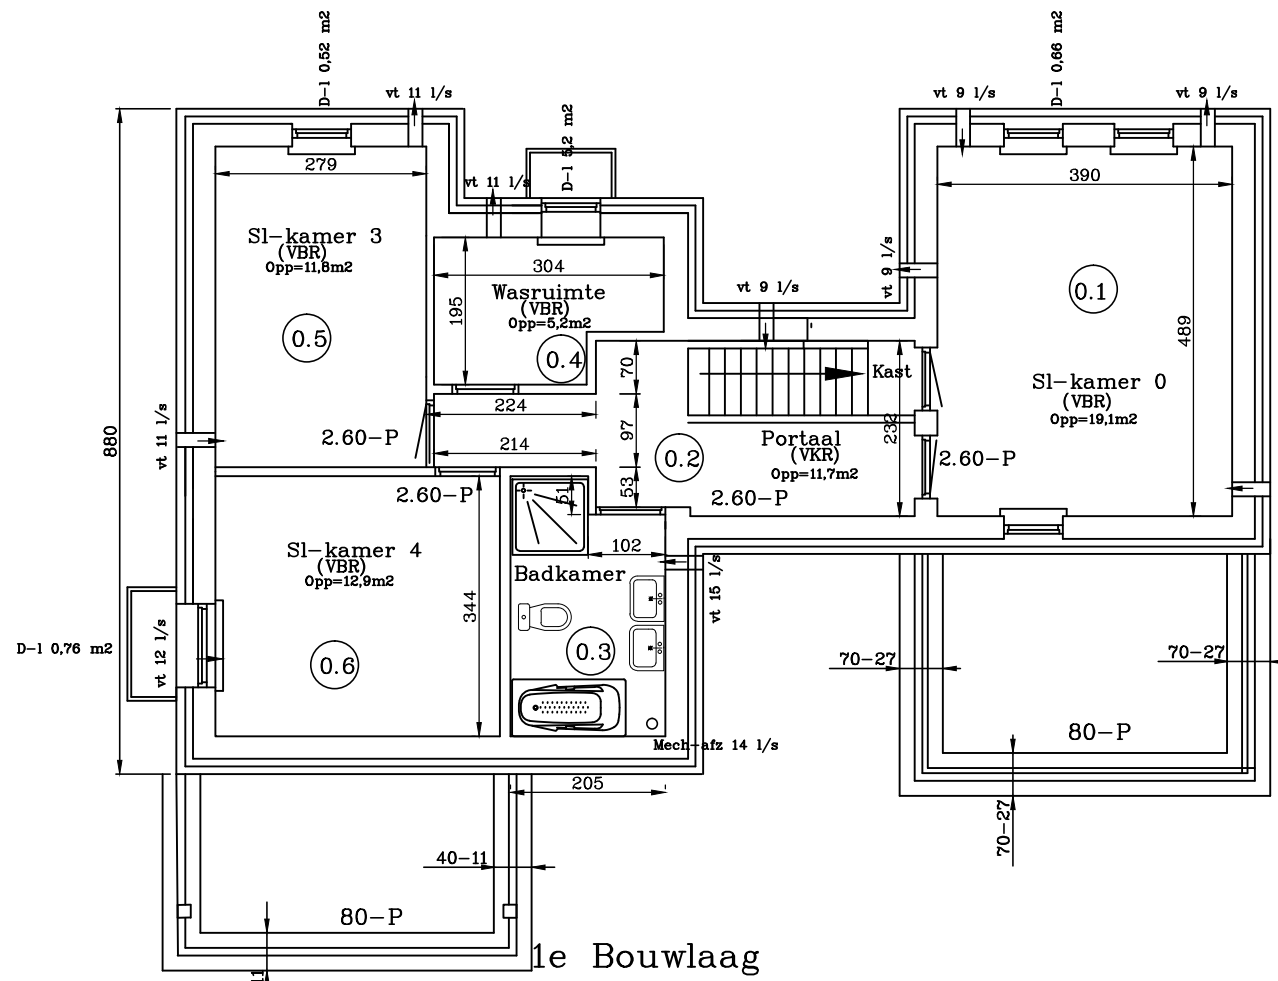 D-1 0,52 m2
D-1 0,66 m2
vt 11 l/s
vt 9 l/s
vt 9 l/s
D-1 5,2 m2
279
vt 11 l/s
390
Sl-kamer 3
(VBR)
Opp=11,8m2
304
vt 9 l/s
vt 9 l/s
Wasruimte
(VBR)
Opp=5,2m2
195
0.1
0.5
0.4
489
70
Kast
Sl-kamer 0
(VBR)
Opp=19,1m2
224
880
vt 11 l/s
2.60-P
214
97
232
Portaal
(VKR)
Opp=11,7m2
0.2
2.60-P
2.60-P
51
53
2.60-P
Sl-kamer 4
(VBR)
Opp=12,9m2
102
Badkamer
vt 15 l/s
344
D-1 0,76 m2
vt 12 l/s
0.6
0.3
70-27
70-27
80-P
Mech-afz 14 l/s
205
70-27
40-11
80-P
1e Bouwlaag